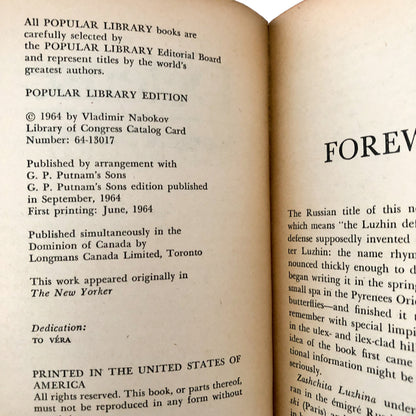 All POPULAR LIBRARY books are
carefully selected by
the POPULAR LIBRARY Editorial Board
and represent titles by the world's
greatest authors.
POPULAR LIBRARY EDITION
© 1964 by Vladimir Nabokov
Library of Congress Catalog Card
Number: 64-13017
Published by arrangement with
G. P. Putnam's Sons
G. P. Putnam's Sons edition published
in September, 1964
First printing: June, 1964
Published simultaneously in the
Dominion of Canada by
Longmans Canada Limited, Toronto
This work appeared originally in
The New Yorker
Dedication:
TO VÉRA
PRINTED IN THE UNITED STATES OF
AMERICA
All rights reserved. This book, or parts thereof,
must not be reproduced in any form without
FOREW
The Russian title of this no
which means "the Luzhin def
defense supposedly invented
ter Luzhin: the name rhym
nounced thickly enough to d
began writing it in the spring
small spa in the Pyrenees Orie
butterflies—and finished it
remember with special limpi
in the ulex- and ilex-clad hil
idea of the book first came
tional information might be
seriously.
Zashchita Luzhina under
ran in the émigré Ru
ski (Paris) and